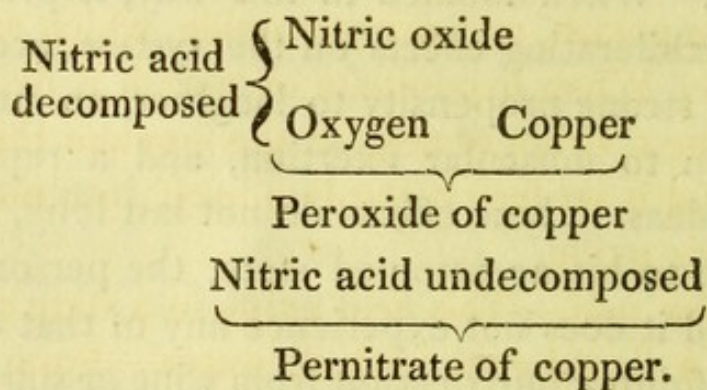 Nitric acid
decomposed
Nitric oxide
Oxygen Copper
Peroxide of copper
Nitric acid undecomposed
Pernitrate of copper.